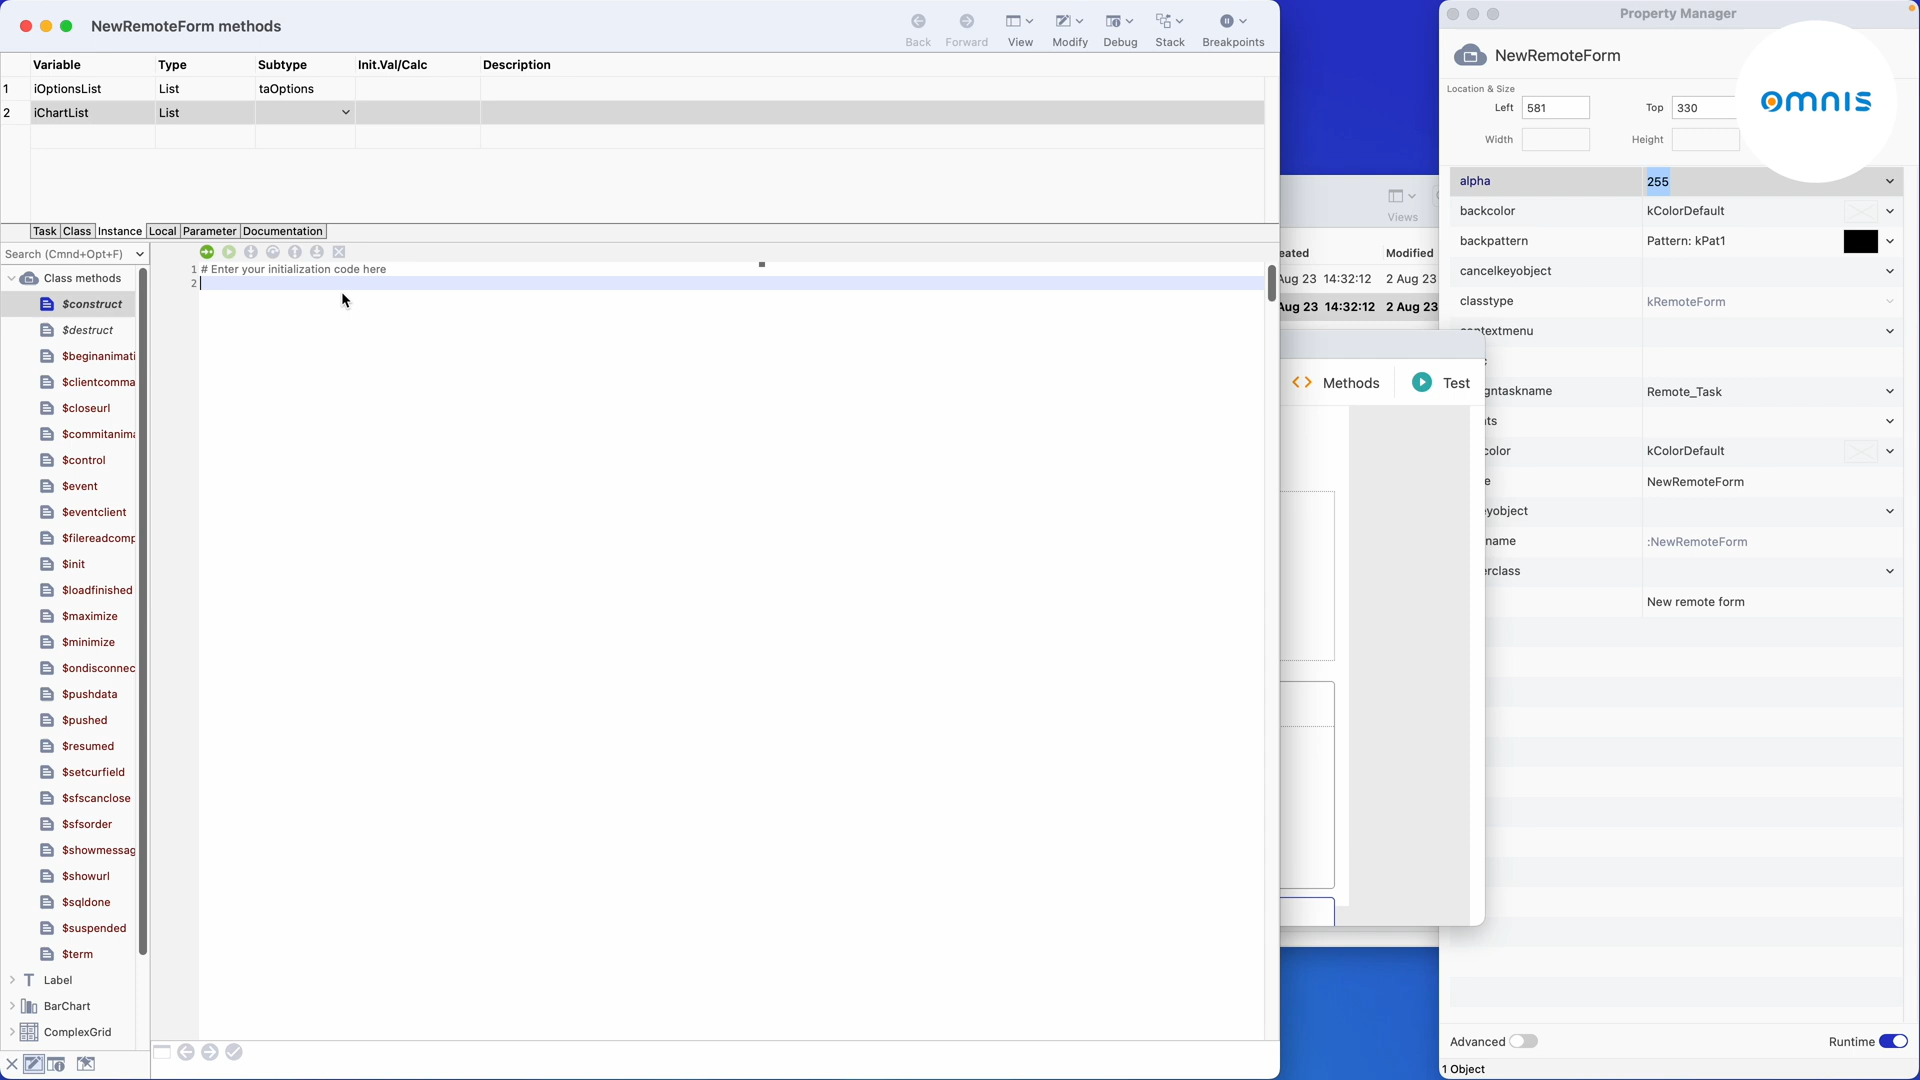 NewRemoteForm methods
Back Forward View Modify Debug Stack Breakpoints
Variable Type Subtype Init.Val/Calc Description
1 iOptionsList List taOptions
2 iChartList List
Task Class Instance Local Parameter Documentation
Search (Cmnd+Opt+F)
Class methods
$construct
$destruct
$beginanimati
$clientcomma
$closeurl
$commitanima
$control
$event
$eventclient
$filereadcomp
$init
$loadfinished
$maximize
$minimize
$ondisconnec
$pushdata
$pushed
$resumed
$setcurfield
$sfscanclose
$sfsorder
$showmessag
$showurl
$sqldone
$suspended
$term
Label
BarChart
ComplexGrid
1 # Enter your initialization code here
2
Views
eated Modified
Aug 23 14:32:12 2 Aug 23
Aug 23 14:32:12 2 Aug 23
Methods Test
Property Manager
NewRemoteForm
omnis
Location & Size
Left 581 Top 330
Width Height
alpha 255
backcolor kColorDefault
backpattern Pattern: kPat1
cancelkeyobject
classtype kRemoteForm
contextmenu
gntaskname Remote_Task
nts
color kColorDefault
e NewRemoteForm
yobject
name :NewRemoteForm
erclass
New remote form
Advanced Runtime
1 Object